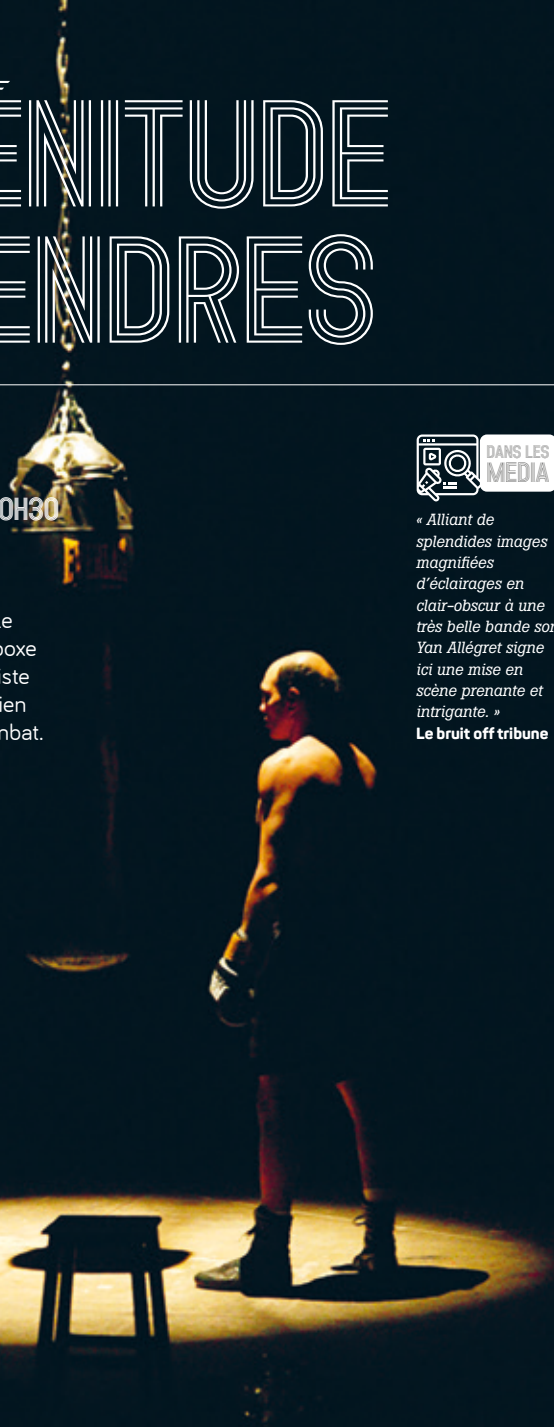 ÉNITUDE
ENDRES
0H30
le
boxe
iste
ien
nbat.
DANS LES
MEDIA
« Alliant de
splendides images
magnifiées
d’éclairages en
clair-obscur à une
très belle bande son
Yan Allégret signe
ici une mise en
scène prenante et
intrigante. »
Le bruit off tribune